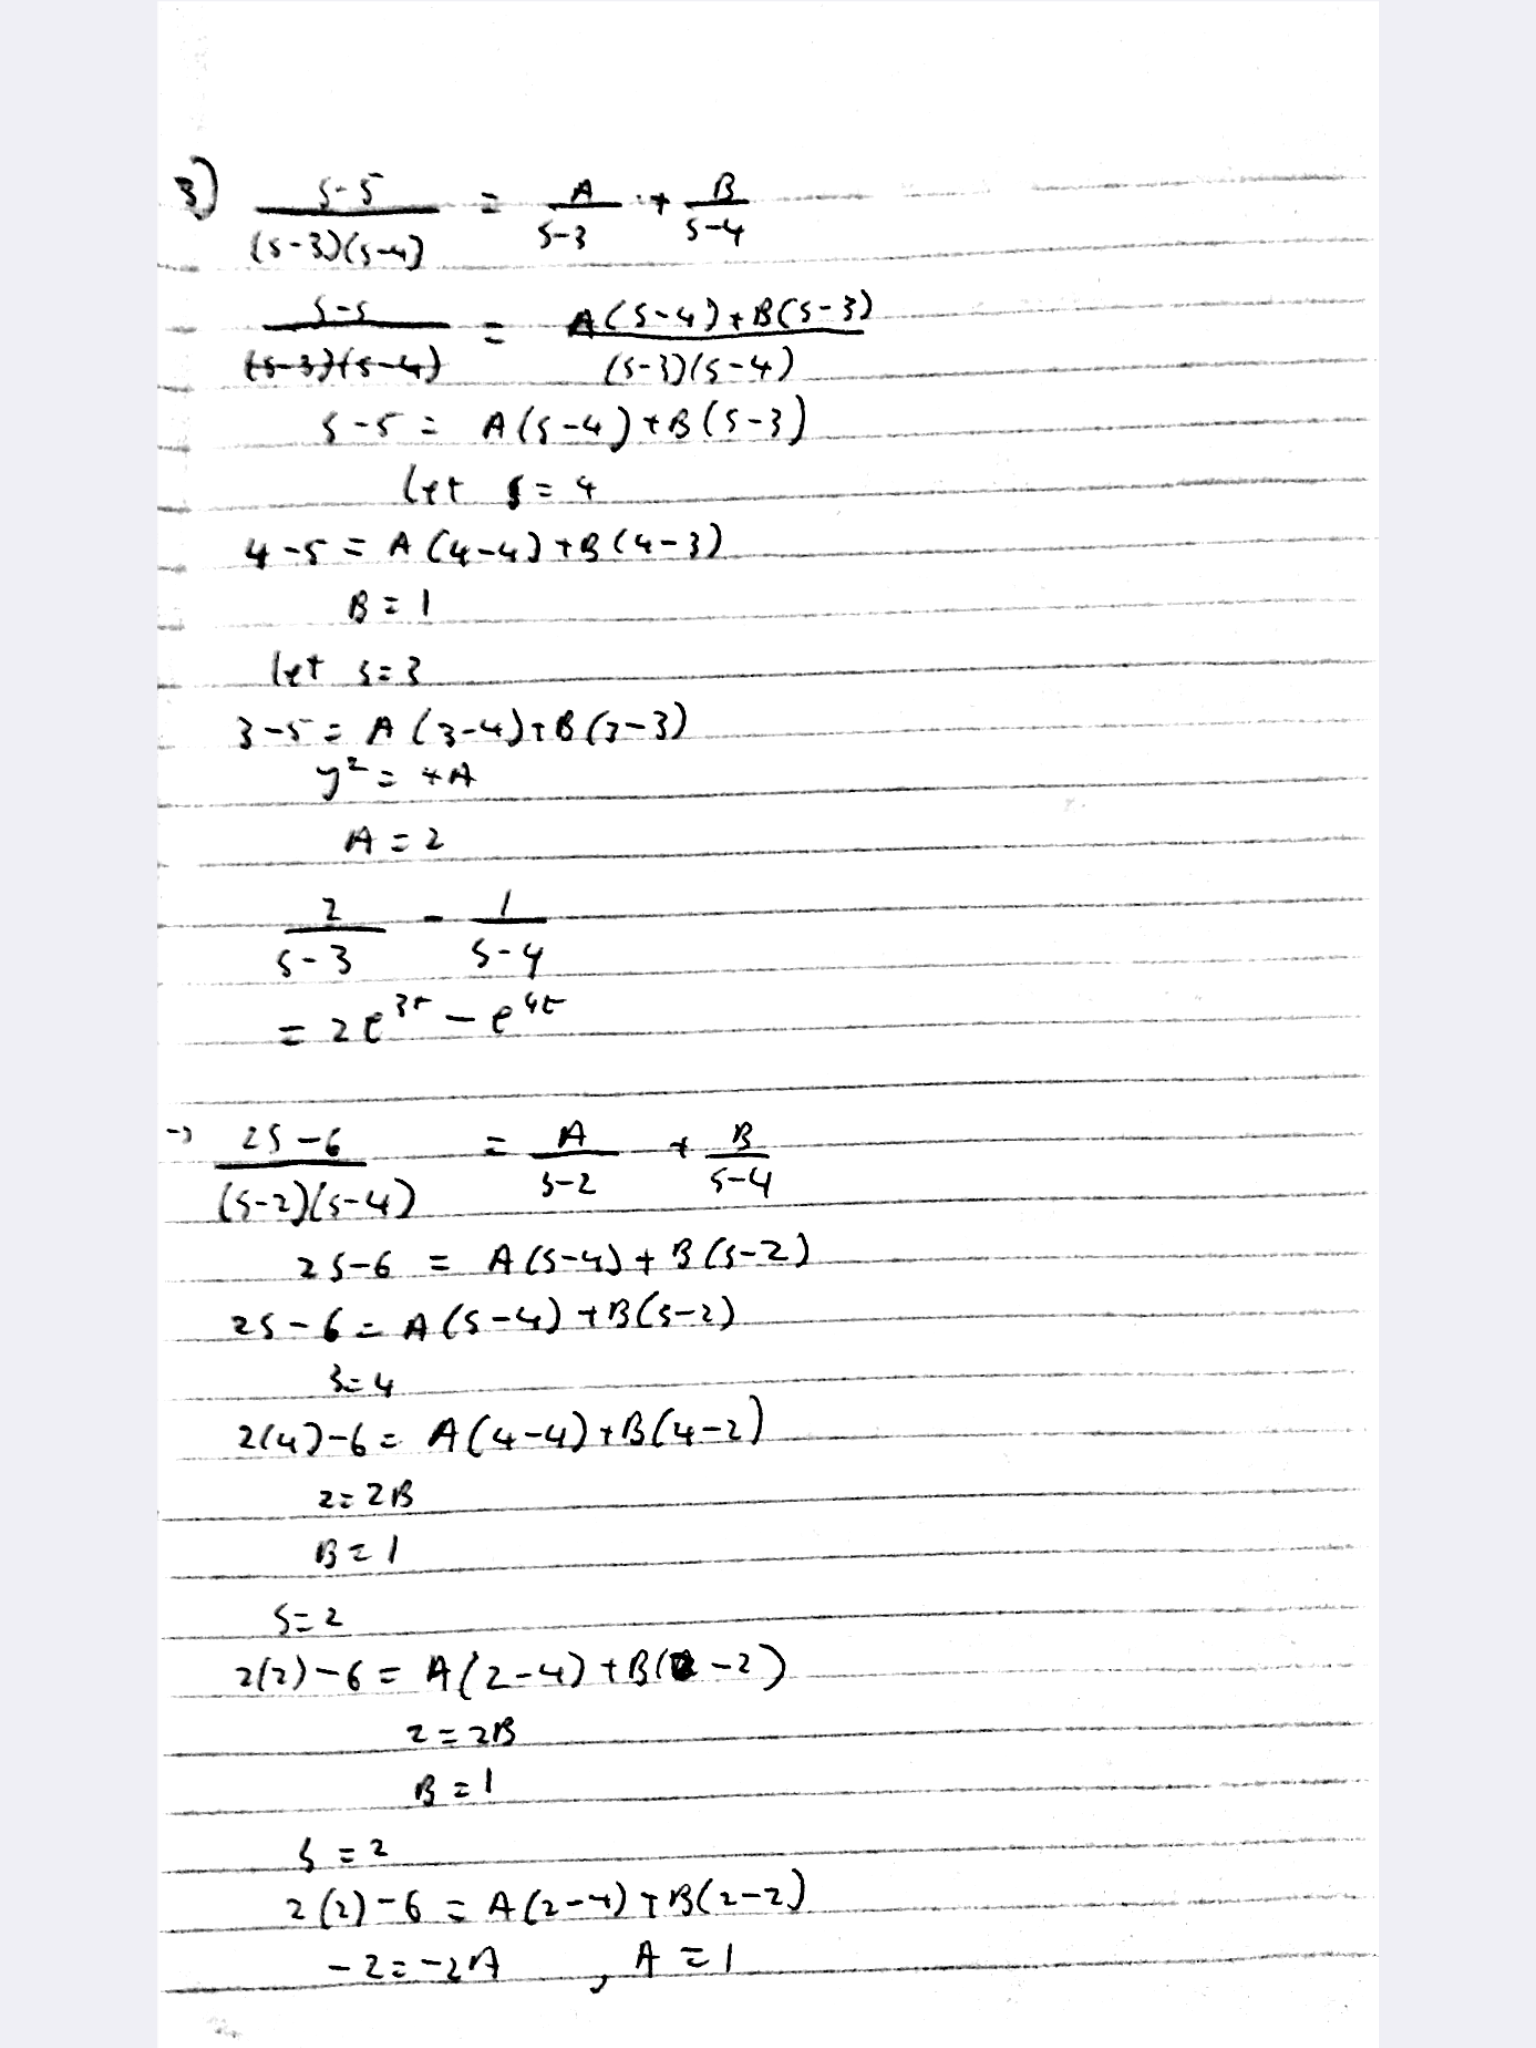 3) (s-5)/((s-3)(s-4)) = A/(s-3) + B/(s-4)
(s-5)/((s-3)(s-4)) = (A(s-4)+B(s-3))/((s-3)(s-4))
s-5 = A(s-4)+B(s-3)
let s=4
4-5 = A(4-4)+B(4-3)
B=1
let s=3
3-5 = A(3-4)+B(3-3)
y² = +A
A=2
2/(s-3) - 1/(s-4)
= 2e^3t - e^4t
-> (2s-6)/((s-2)(s-4)) = A/(s-2) + B/(s-4)
2s-6 = A(s-4)+B(s-2)
2s-6 = A(s-4)+B(s-2)
s=4
2(4)-6 = A(4-4)+B(4-2)
2=2B
B=1
s=2
2(2)-6 = A(2-4)+B( -2)
2=2B
B=1
s=2
2(2)-6 = A(2-4)+B(2-2)
-2=-2A , A=1